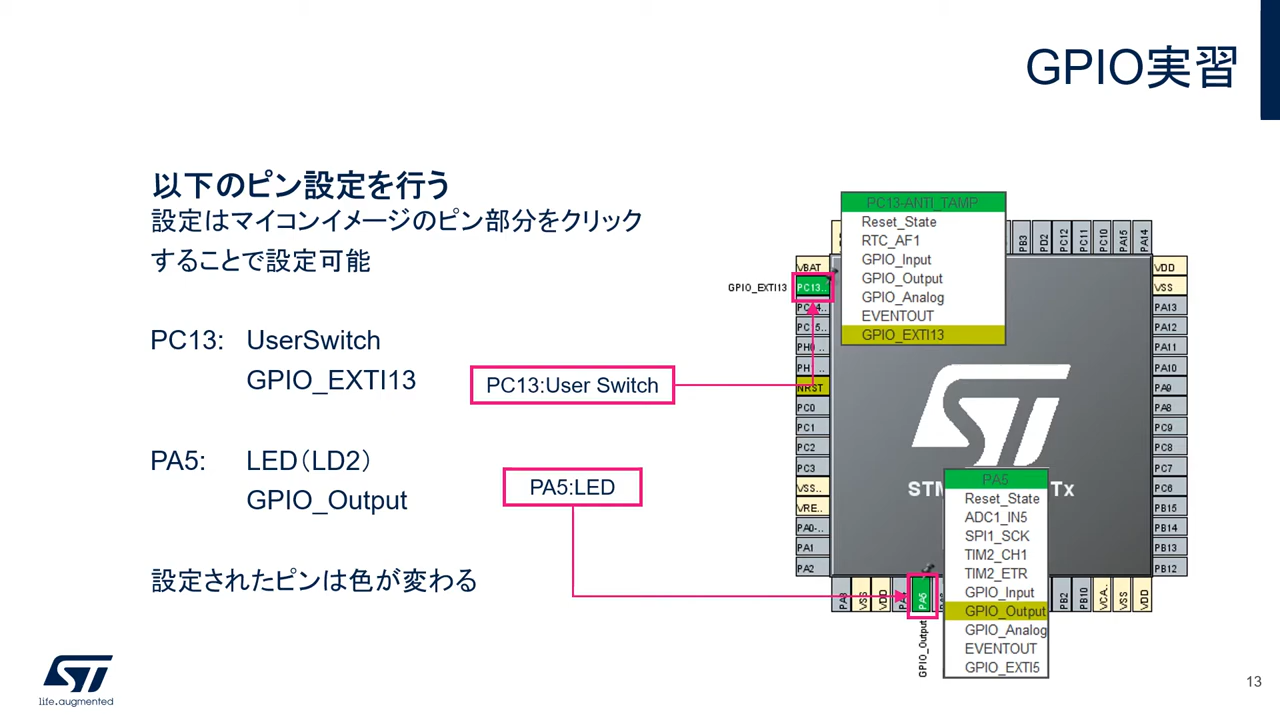 GPIO実習
以下のピン設定を行う
設定はマイコンイメージのピン部分をクリック
することで設定可能
PC13: UserSwitch
GPIO_EXTI13
PA5: LED（LD2）
GPIO_Output
設定されたピンは色が変わる
PC13:User Switch
PA5:LED
GPIO_EXTI13
PC13-ANTI_TAMP
Reset_State
RTC_AF1
GPIO_Input
GPIO_Output
GPIO_Analog
EVENTOUT
GPIO_EXTI13
PB3
PD2
PC12
PC11
PC10
PA15
PA14
VBAT
PC13..
NRST
PC0
PC1
PC2
PC3
VSS..
VRE..
PA0-..
PA1
PA2
VDD
VSS
PA13
PA12
PA11
PA10
PA9
PA8
PC9
PC8
PC7
PC6
PB15
PB14
PB13
PB12
ST
PA5
Reset_State
ADC1_IN5
SPI1_SCK
TIM2_CH1
TIM2_ETR
GPIO_Input
GPIO_Output
GPIO_Analog
EVENTOUT
GPIO_EXTI5
VSS
VDD
PA5
PB2
PB10
VCA..
VSS
VDD
GPIO_Output
ST
life.augmented
13